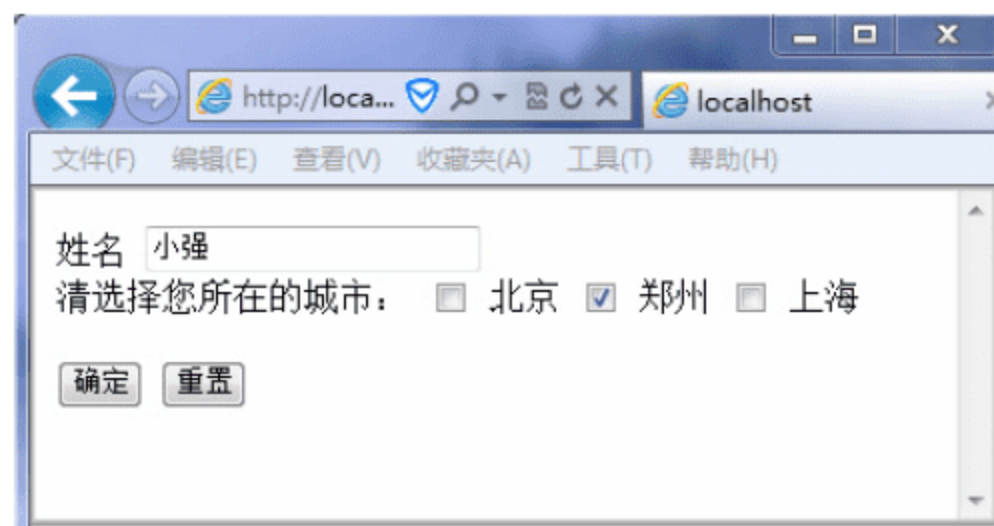 http://loca... localhost
文件(F) 编辑(E) 查看(V) 收藏夹(A) 工具(T) 帮助(H)
姓名 小强
请选择您所在的城市： 北京 郑州 上海
确定 重置